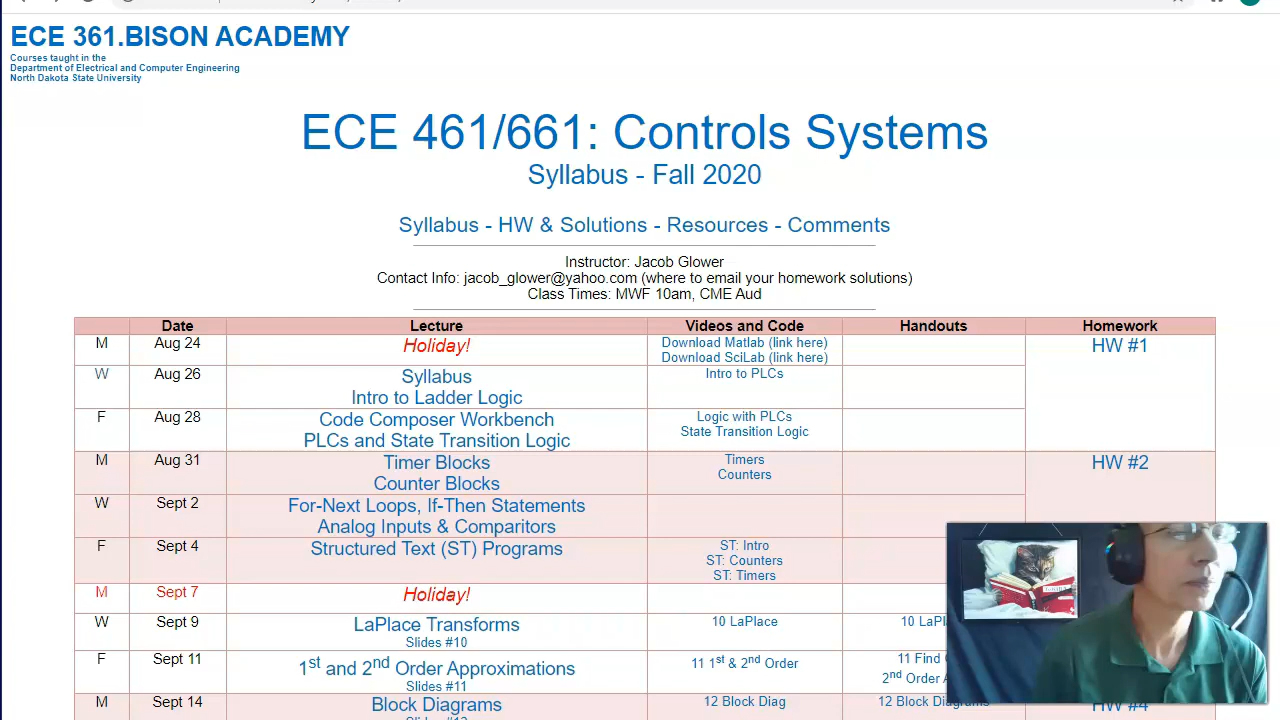 ECE 361.BISON ACADEMY
Courses taught in the
Department of Electrical and Computer Engineering
North Dakota State University
ECE 461/661: Controls Systems
Syllabus - Fall 2020
Syllabus - HW & Solutions - Resources - Comments
Instructor: Jacob Glower
Contact Info: jacob_glower@yahoo.com (where to email your homework solutions)
Class Times: MWF 10am, CME Aud
Date Lecture Videos and Code Handouts Homework
M Aug 24 Holiday! Download Matlab (link here) HW #1
Download SciLab (link here)
W Aug 26 Syllabus Intro to PLCs
Intro to Ladder Logic
F Aug 28 Code Composer Workbench Logic with PLCs
PLCs and State Transition Logic State Transition Logic
M Aug 31 Timer Blocks Timers HW #2
Counter Blocks Counters
W Sept 2 For-Next Loops, If-Then Statements
Analog Inputs & Comparitors
F Sept 4 Structured Text (ST) Programs ST: Intro
ST: Counters
ST: Timers
M Sept 7 Holiday!
W Sept 9 LaPlace Transforms 10 LaPlace 10
Slides #10
F Sept 11 1st and 2nd Order Approximations 11 1st & 2nd Order 11 Find
Slides #11 2nd Order
M Sept 14 Block Diagrams 12 Block Diag 12 Block HW #4